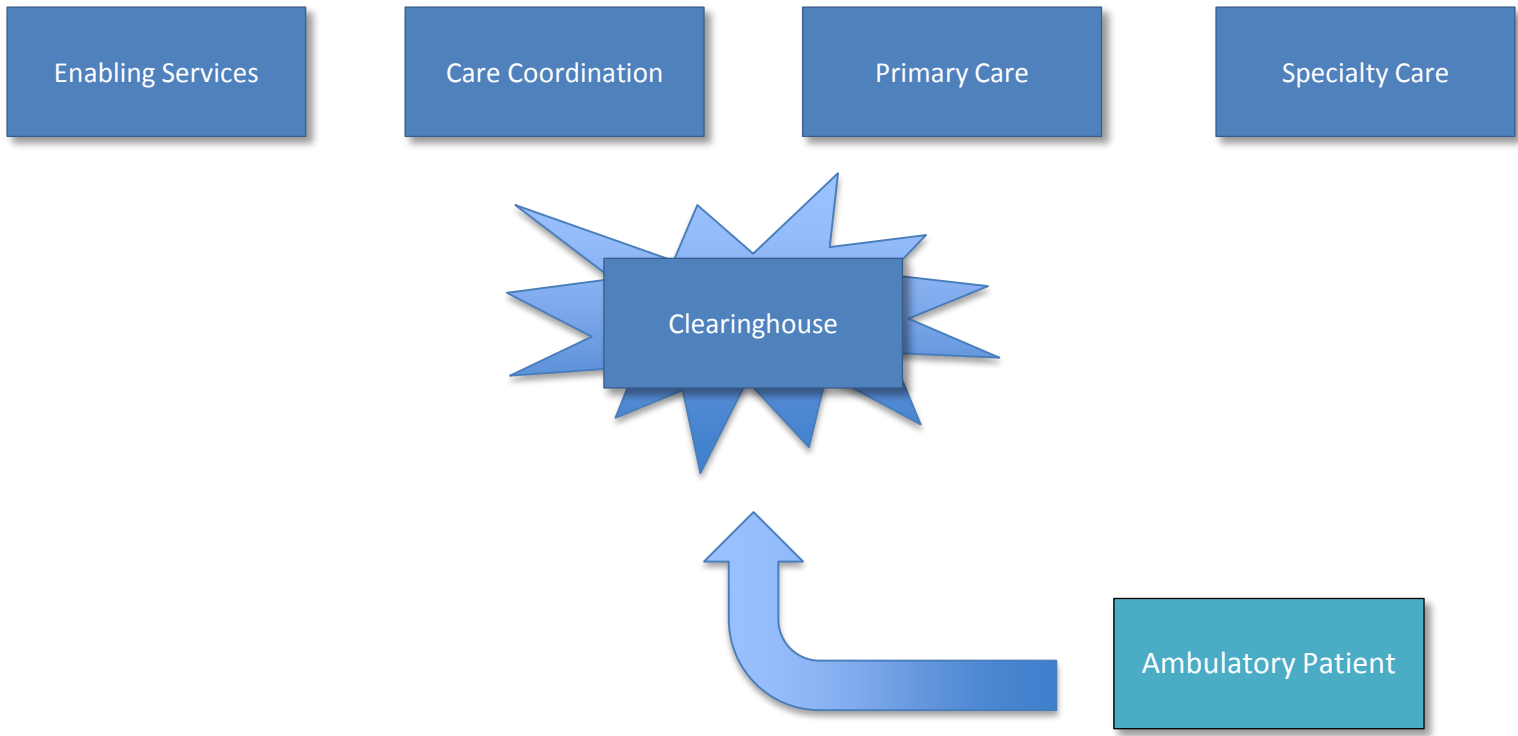 Enabling Services
Care Coordination
Primary Care
Specialty Care
Clearinghouse
Ambulatory Patient